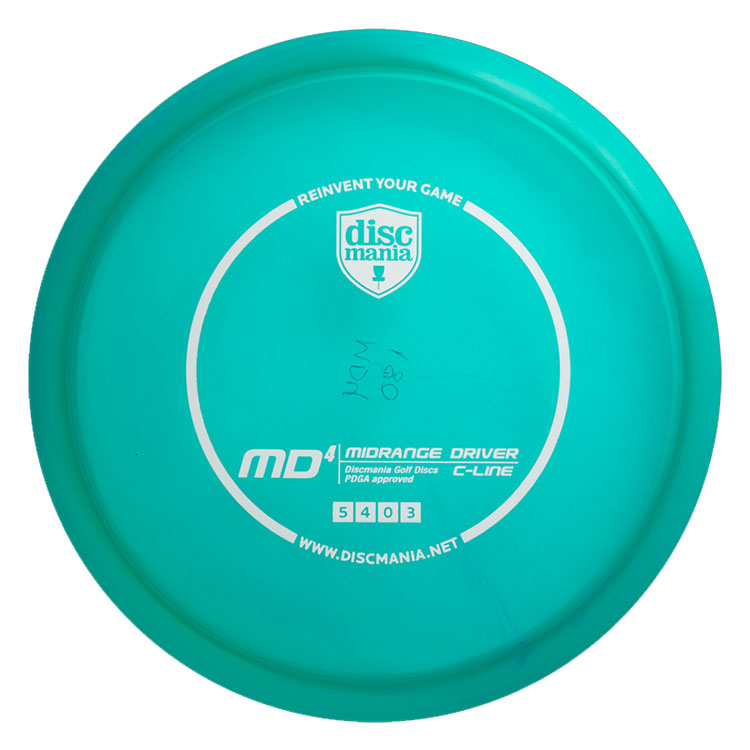 REINVENT YOUR GAME
disc
mania
180
MD4 MIDRANGE DRIVER
Discmania Golf Discs C-LINE
PDGA approved
5 4 0 3
WWW.DISCMANIA.NET